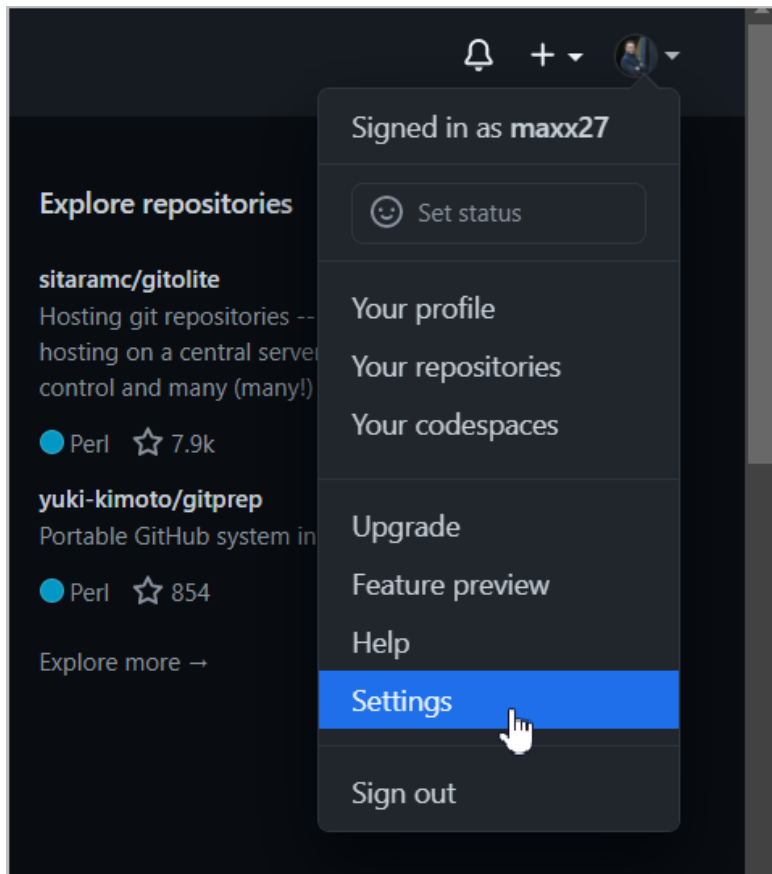 Signed in as maxx27
Set status
Your profile
Your repositories
Your codespaces
Upgrade
Feature preview
Help
Settings
Sign out
Explore repositories
sitaramc/gitolite
Hosting git repositories --
hosting on a central server
control and many (many!)
Perl 7.9k
yuki-kimoto/gitprep
Portable GitHub system in
Perl 854
Explore more →